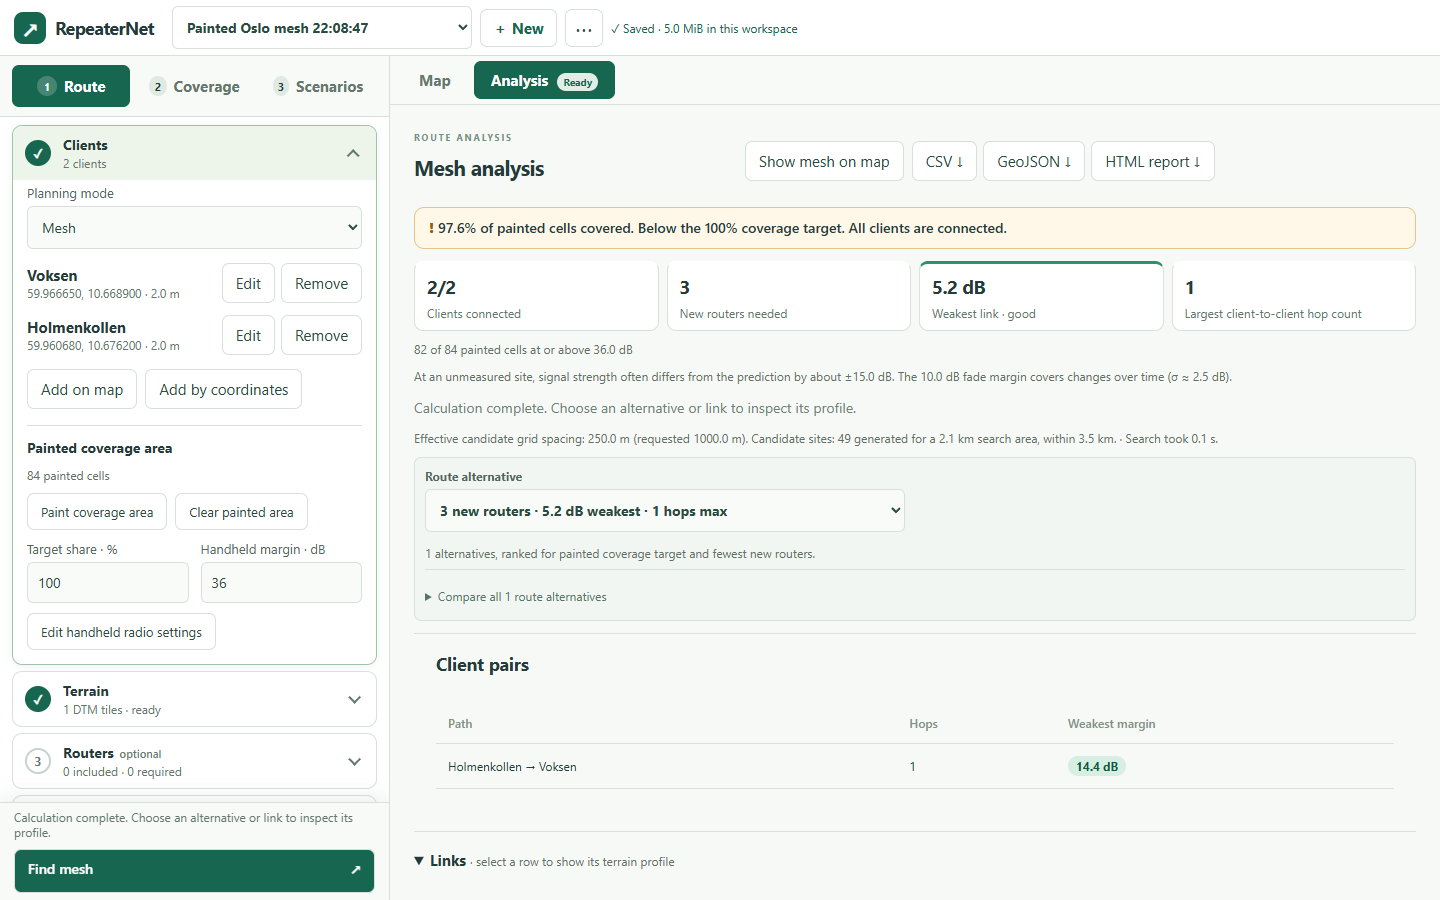 RepeaterNet
Painted Oslo mesh 22:08:47
+ New
...
✓ Saved · 5.0 MiB in this workspace
1 Route
2 Coverage
3 Scenarios
Map
Analysis Ready
Clients
2 clients
Planning mode
Mesh
Voksen
59.966650, 10.668900 · 2.0 m
Edit
Remove
Holmenkollen
59.960680, 10.676200 · 2.0 m
Edit
Remove
Add on map
Add by coordinates
Painted coverage area
84 painted cells
Paint coverage area
Clear painted area
Target share · %
Handheld margin · dB
100
36
Edit handheld radio settings
Terrain
1 DTM tiles · ready
3
Routers optional
0 included · 0 required
Calculation complete. Choose an alternative or link to inspect its
profile.
Find mesh ↗
ROUTE ANALYSIS
Mesh analysis
Show mesh on map
CSV ↓
GeoJSON ↓
HTML report ↓
! 97.6% of painted cells covered. Below the 100% coverage target. All clients are connected.
2/2
Clients connected
3
New routers needed
5.2 dB
Weakest link · good
1
Largest client-to-client hop count
82 of 84 painted cells at or above 36.0 dB
At an unmeasured site, signal strength often differs from the prediction by about ±15.0 dB. The 10.0 dB fade margin covers changes over time (σ ≈ 2.5 dB).
Calculation complete. Choose an alternative or link to inspect its profile.
Effective candidate grid spacing: 250.0 m (requested 1000.0 m). Candidate sites: 49 generated for a 2.1 km search area, within 3.5 km. · Search took 0.1 s.
Route alternative
3 new routers · 5.2 dB weakest · 1 hops max
1 alternatives, ranked for painted coverage target and fewest new routers.
▶ Compare all 1 route alternatives
Client pairs
Path
Hops
Weakest margin
Holmenkollen → Voksen
1
14.4 dB
▼ Links · select a row to show its terrain profile